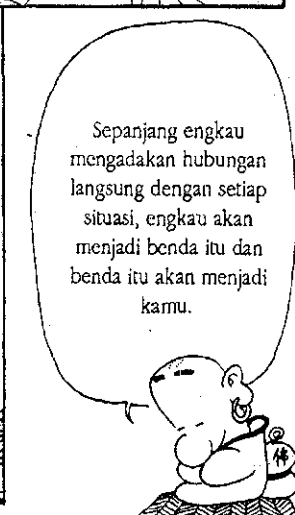 Sepanjang engkau
mengadakan hubungan
langsung dengan setiap
situasi, engkau akan
menjadi benda itu dan
benda itu akan menjadi
kamu.
佛